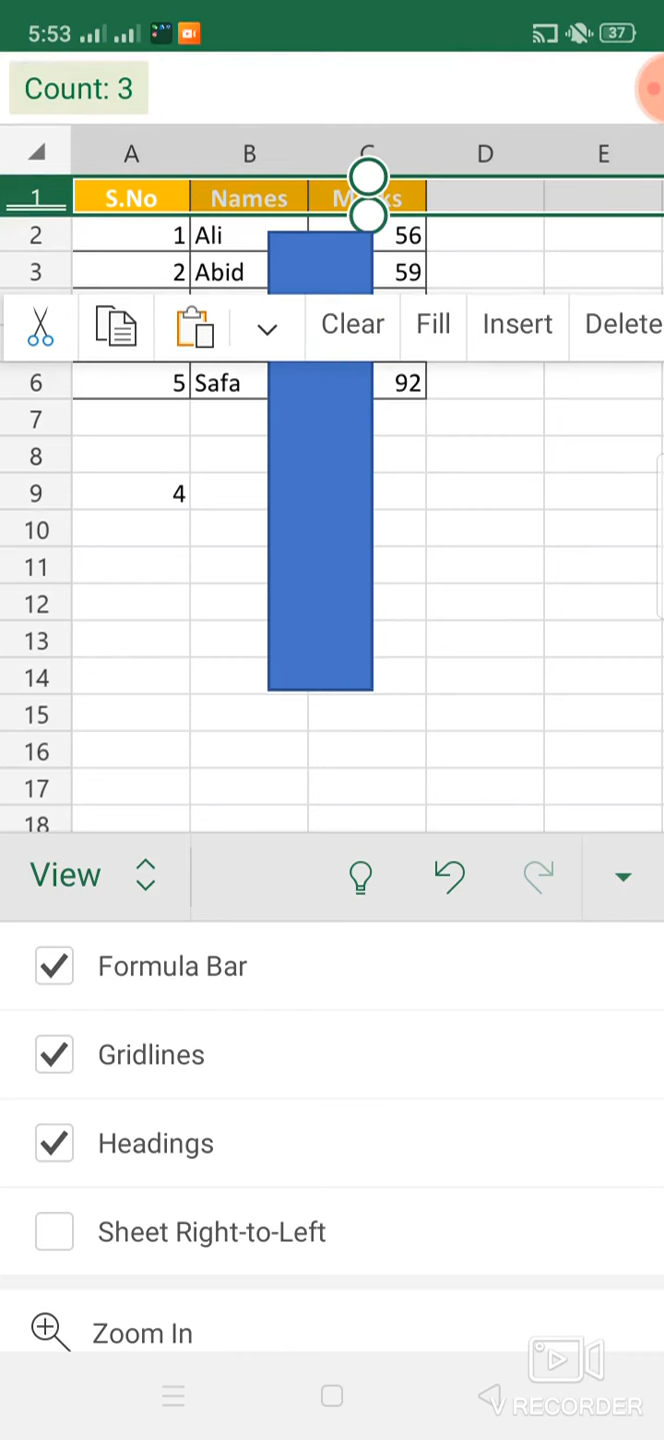 5:53 37
Count: 3
A B C D E
1 S.No Names Marks
2 1 Ali 56
3 2 Abid 59
Clear Fill Insert Delete
6 5 Safa 92
7
8
9 4
10
11
12
13
14
15
16
17
18
View
Formula Bar
Gridlines
Headings
Sheet Right-to-Left
Zoom In
V RECORDER